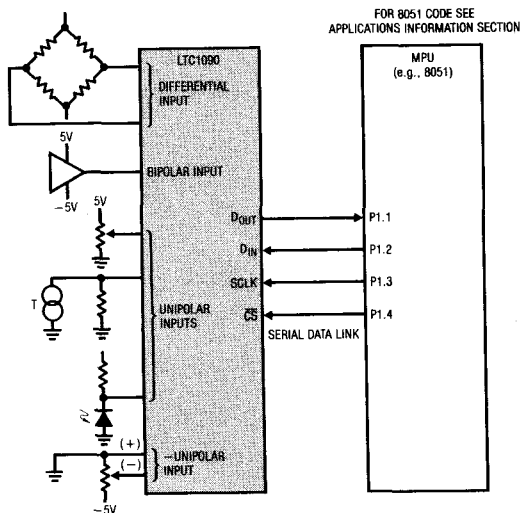 FOR 8051 CODE SEE
APPLICATIONS INFORMATION SECTION
LTC1090
MPU
(e.g., 8051)
DIFFERENTIAL
INPUT
5V
BIPOLAR INPUT
-5V
5V
DOUT
P1.1
DIN
P1.2
SCLK
P1.3
CS
P1.4
SERIAL DATA LINK
T
UNIPOLAR
INPUTS
(+)
(−)
−UNIPOLAR
INPUT
−5V